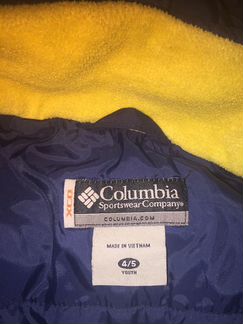 XCO
Columbia
Sportswear Company®
COLUMBIA.COM
MADE IN VIETNAM
4/5
YOUTH